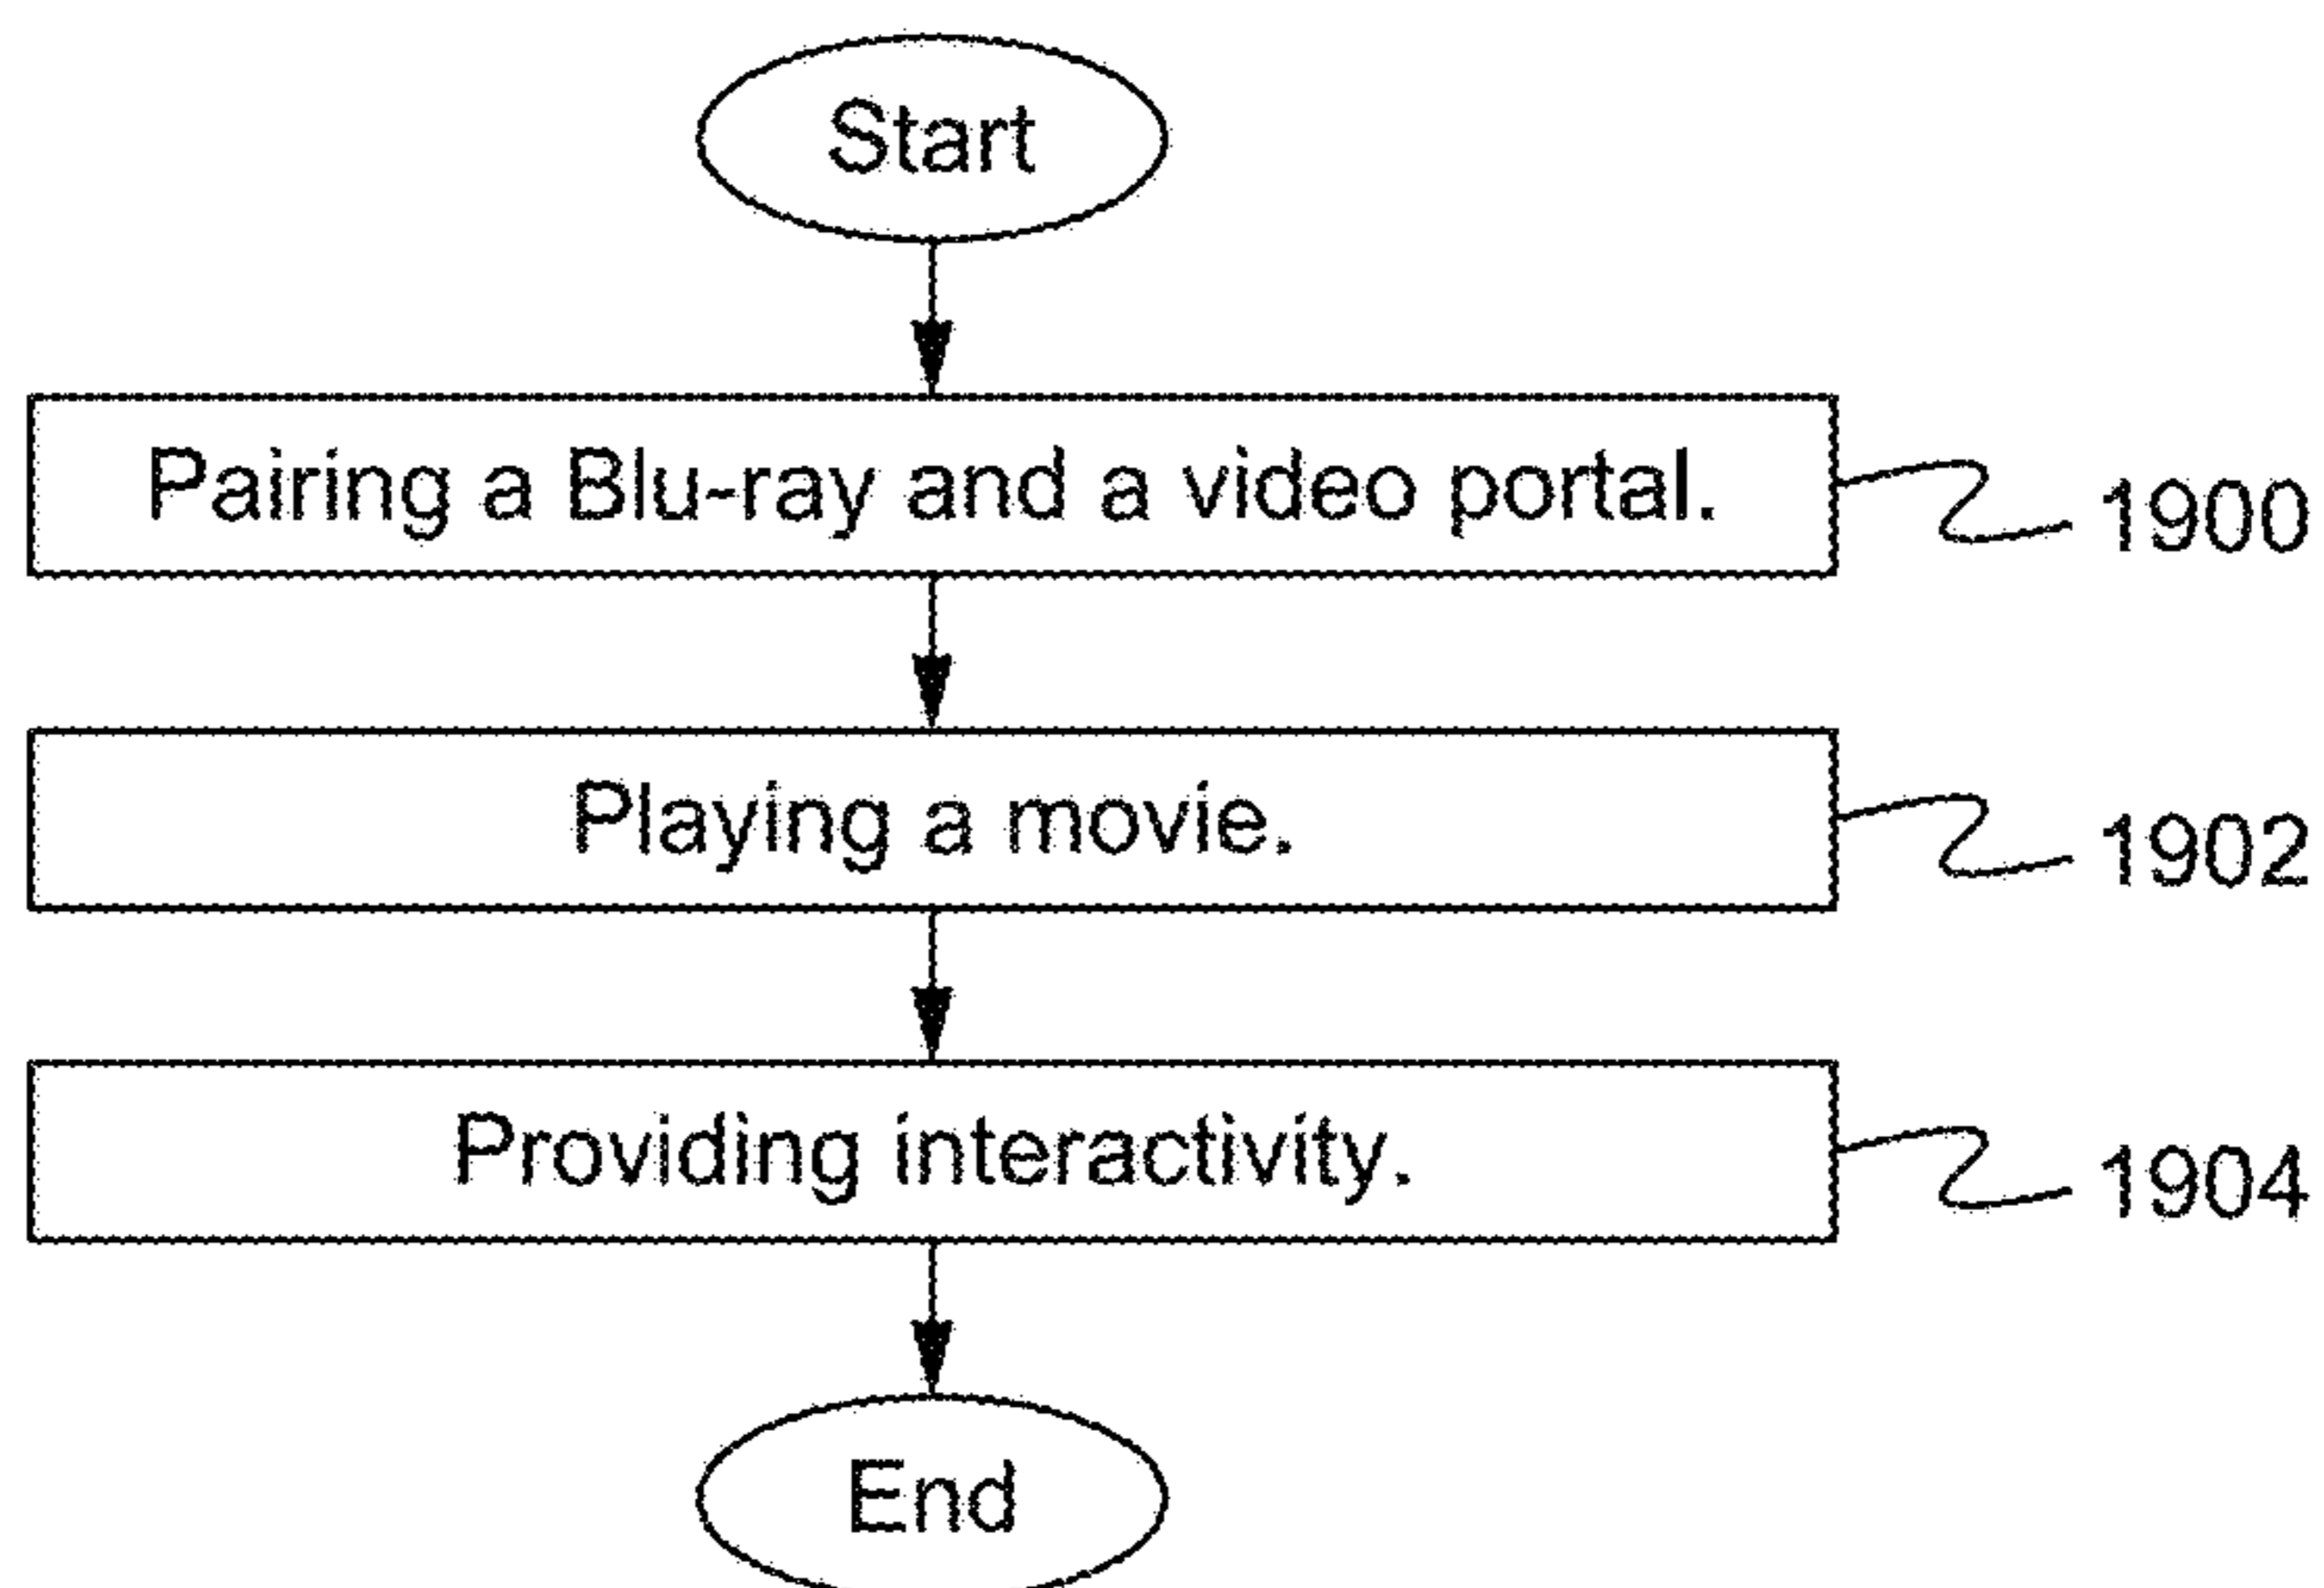 Start
Pairing a Blu-ray and a video portal.
1900
Playing a movie.
1902
Providing interactivity.
1904
End